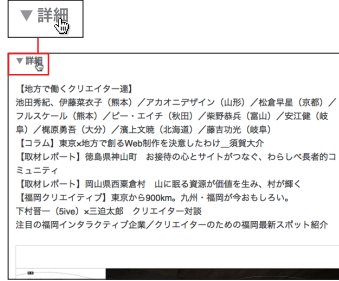 ▼詳細
▼詳細
【地方で働くクリエイター達】
池田秀紀、伊藤菜衣子（熊本）／アカオニデザイン（山形）／松倉早星（京都）／
フルスケール（熊本）／ビー・エイチ（秋田）／柴野恭兵（富山）／安江健（岐
阜）／梶原勇吾（大分）／濱上文暁（北海道）／藤吉功光（岐阜）
【コラム】東京×地方で創るWeb制作を決意したわけ＿須賀大介
【取材レポート】徳島県神山町　お接待の心とサイトがつなぐ、わらしべ長者的コ
ミュニティ
【取材レポート】岡山県西粟倉村　山に眠る資源が価値を生み、村が輝く
【福岡クリエイティブ】東京から900km。九州・福岡が今おもしろい。
下村晋一（5ive）×三迫太郎　クリエイター対談
注目の福岡インタラクティブ企業／クリエイターのための福岡最新スポット紹介